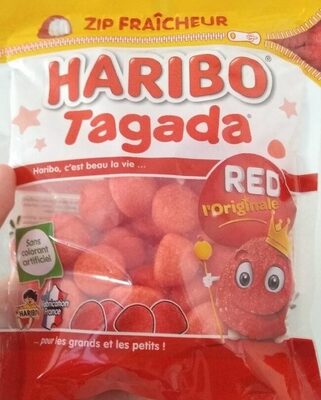 ZIP FRAÎCHEUR
HARIBO
Tagada
Haribo, c'est beau la vie ...
RED
l'Originale
Sans
colorant
artificiel
HARIBO
Fabrication
France
... pour les grands et les petits !